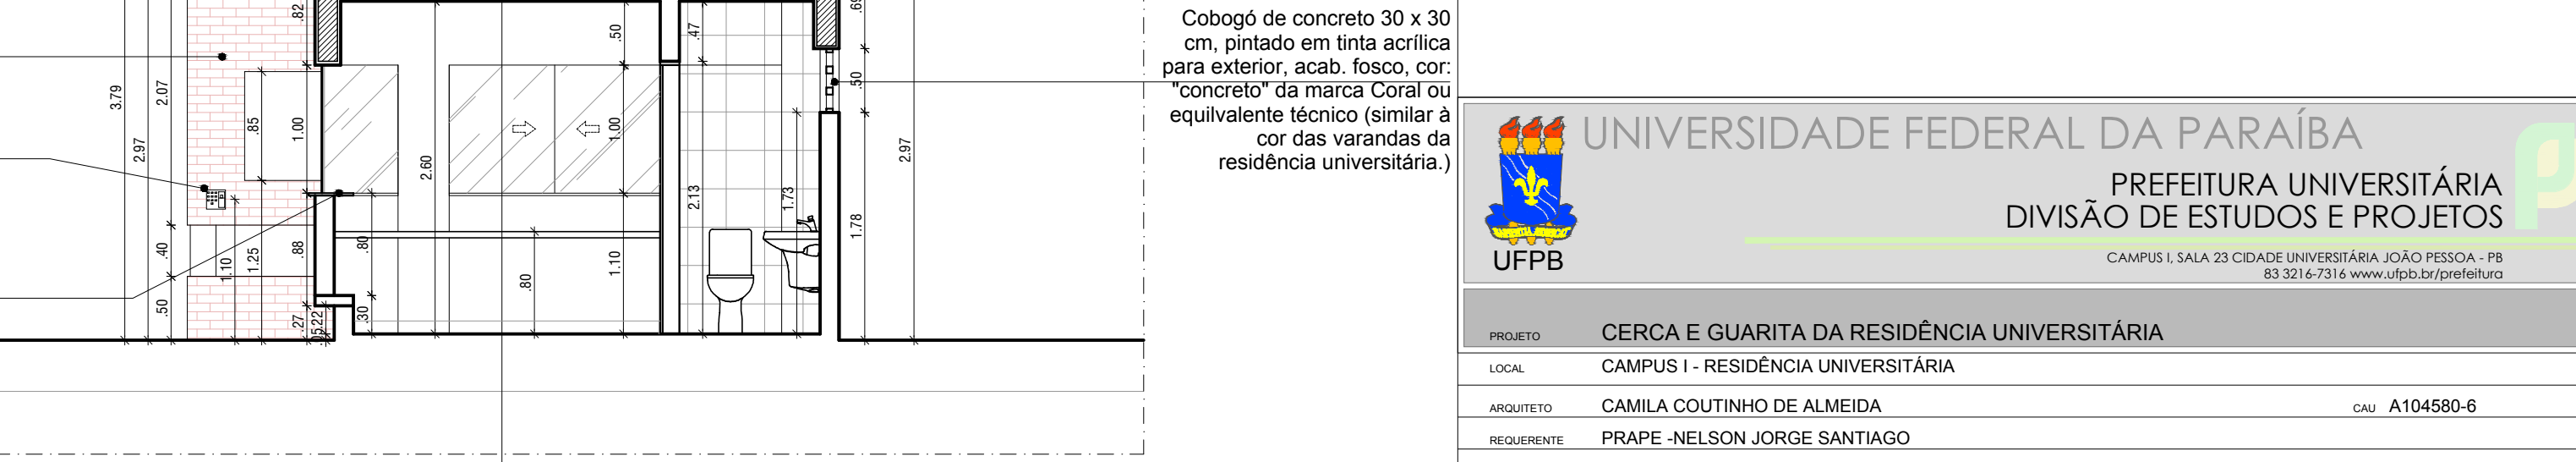 .82
.50
.47
.69
3.79
2.07
2.97
.85
1.00
2.60
1.00
2.13
1.73
.50
1.78
2.97
.40
1.10
1.25
.88
.80
.80
1.10
.50
.27
.22
.30
Cobogó de concreto 30 x 30
cm, pintado em tinta acrílica
para exterior, acab. fosco, cor:
"concreto" da marca Coral ou
equilvalente técnico (similar à
cor das varandas da
residência universitária.)
UNIVERSIDADE FEDERAL DA PARAÍBA
PREFEITURA UNIVERSITÁRIA
DIVISÃO DE ESTUDOS E PROJETOS
UFPB
CAMPUS I, SALA 23 CIDADE UNIVERSITÁRIA JOÃO PESSOA - PB
83 3216-7316 www.ufpb.br/prefeitura
PROJETO CERCA E GUARITA DA RESIDÊNCIA UNIVERSITÁRIA
LOCAL CAMPUS I - RESIDÊNCIA UNIVERSITÁRIA
ARQUITETO CAMILA COUTINHO DE ALMEIDA CAU A104580-6
REQUERENTE PRAPE -NELSON JORGE SANTIAGO